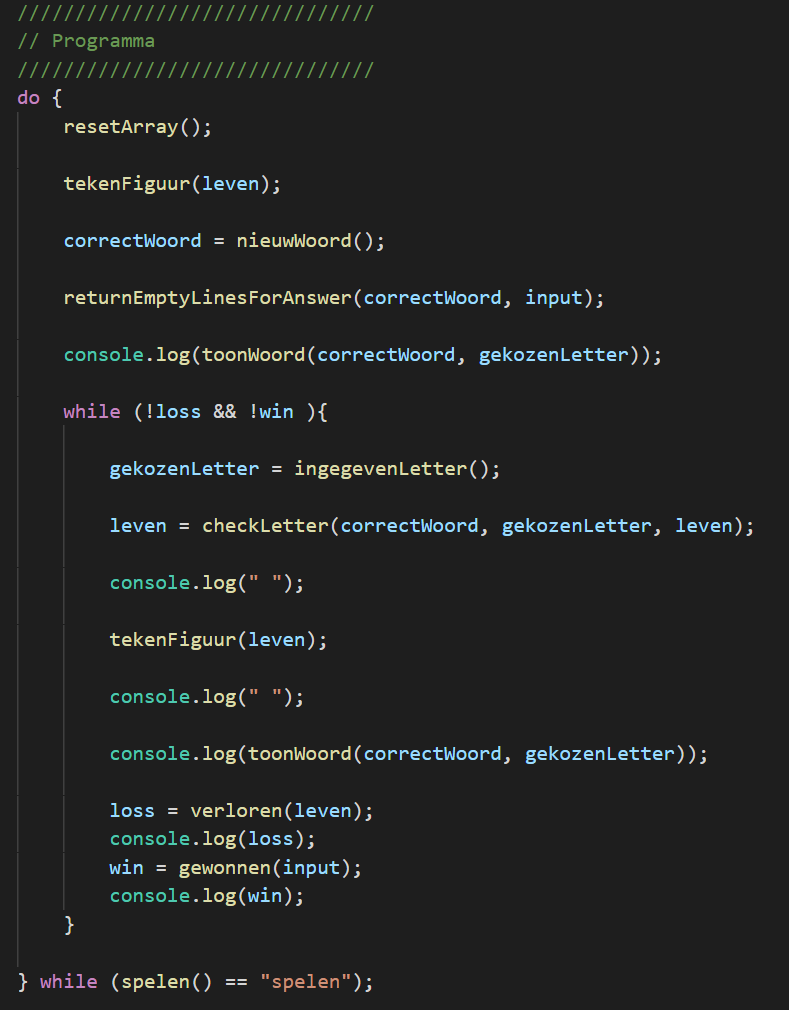 ///////////////////////////////
// Programma
///////////////////////////////
do {
    resetArray();

    tekenFiguur(leven);

    correctWoord = nieuwWoord();

    returnEmptyLinesForAnswer(correctWoord, input);

    console.log(toonWoord(correctWoord, gekozenLetter));

    while (!loss && !win ){

        gekozenLetter = ingegevenLetter();

        leven = checkLetter(correctWoord, gekozenLetter, leven);

        console.log(" ");

        tekenFiguur(leven);

        console.log(" ");

        console.log(toonWoord(correctWoord, gekozenLetter));

        loss = verloren(leven);
        console.log(loss);
        win = gewonnen(input);
        console.log(win);
    }

} while (spelen() == "spelen");